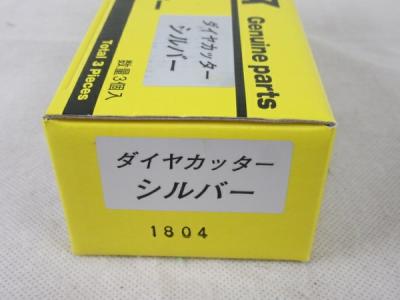 Genuine parts
ダイヤカッター
シルバー
数量3個入
Total 3 Pieces
ダイヤカッター
シルバー
1804